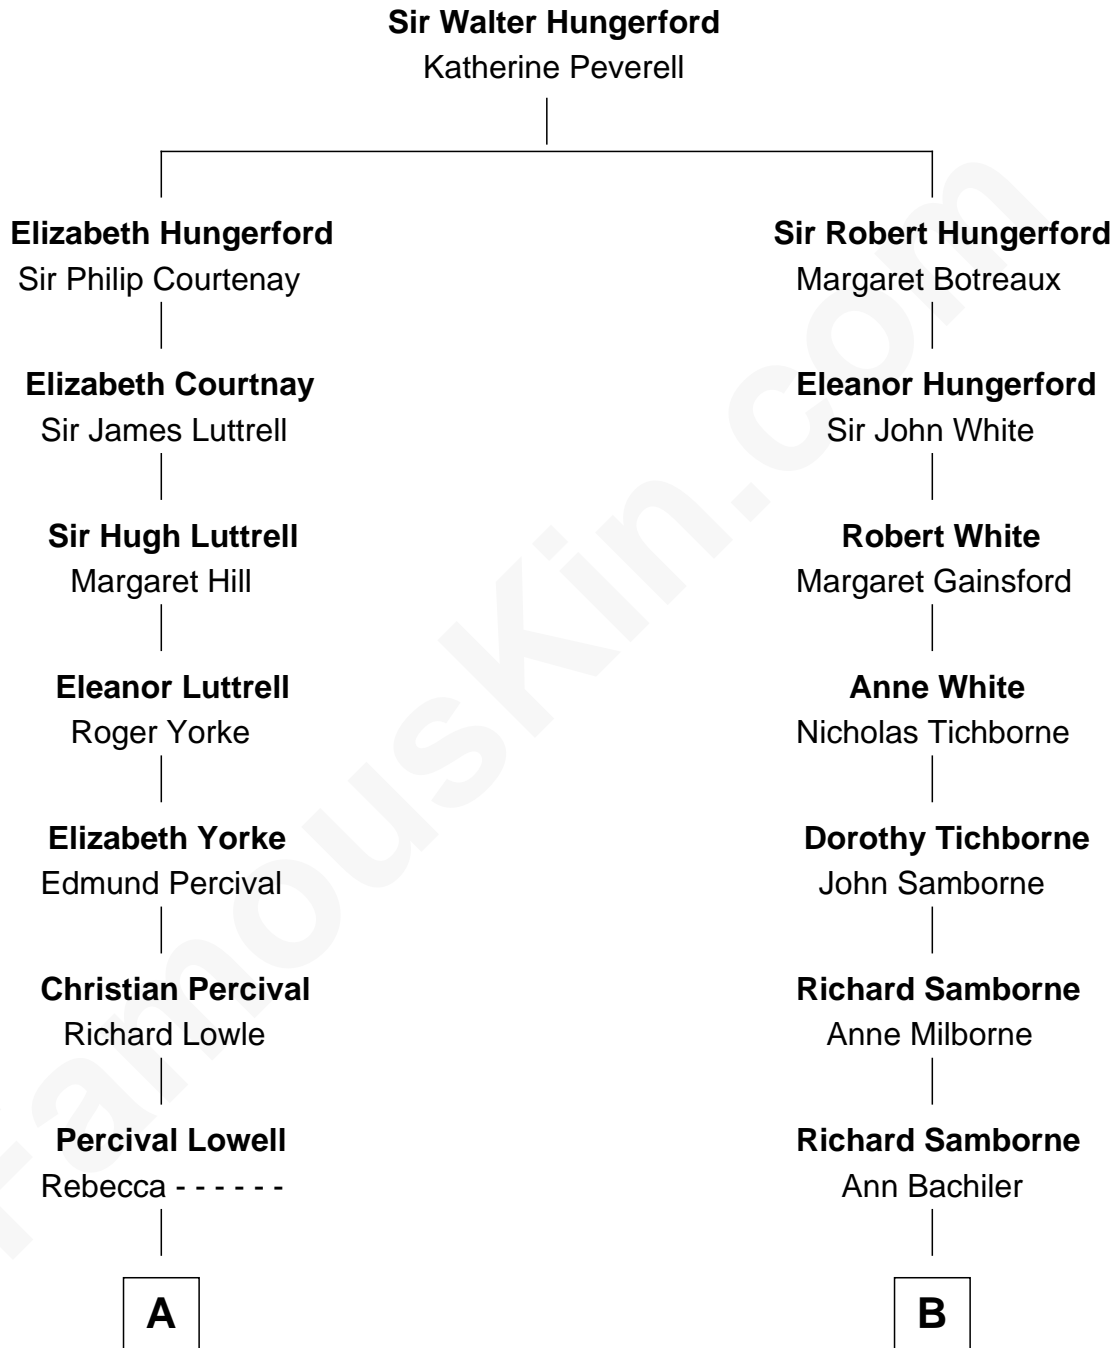 Sir Walter Hungerford
Katherine Peverell
Elizabeth Hungerford
Sir Philip Courtenay
Sir Robert Hungerford
Margaret Botreaux
Elizabeth Courtnay
Sir James Luttrell
Eleanor Hungerford
Sir John White
Sir Hugh Luttrell
Margaret Hill
Robert White
Margaret Gainsford
Eleanor Luttrell
Roger Yorke
Anne White
Nicholas Tichborne
Elizabeth Yorke
Edmund Percival
Dorothy Tichborne
John Samborne
Christian Percival
Richard Lowle
Richard Samborne
Anne Milborne
Percival Lowell
Rebecca - - - - - -
Richard Samborne
Ann Bachiler
A
B
FamousKin.com